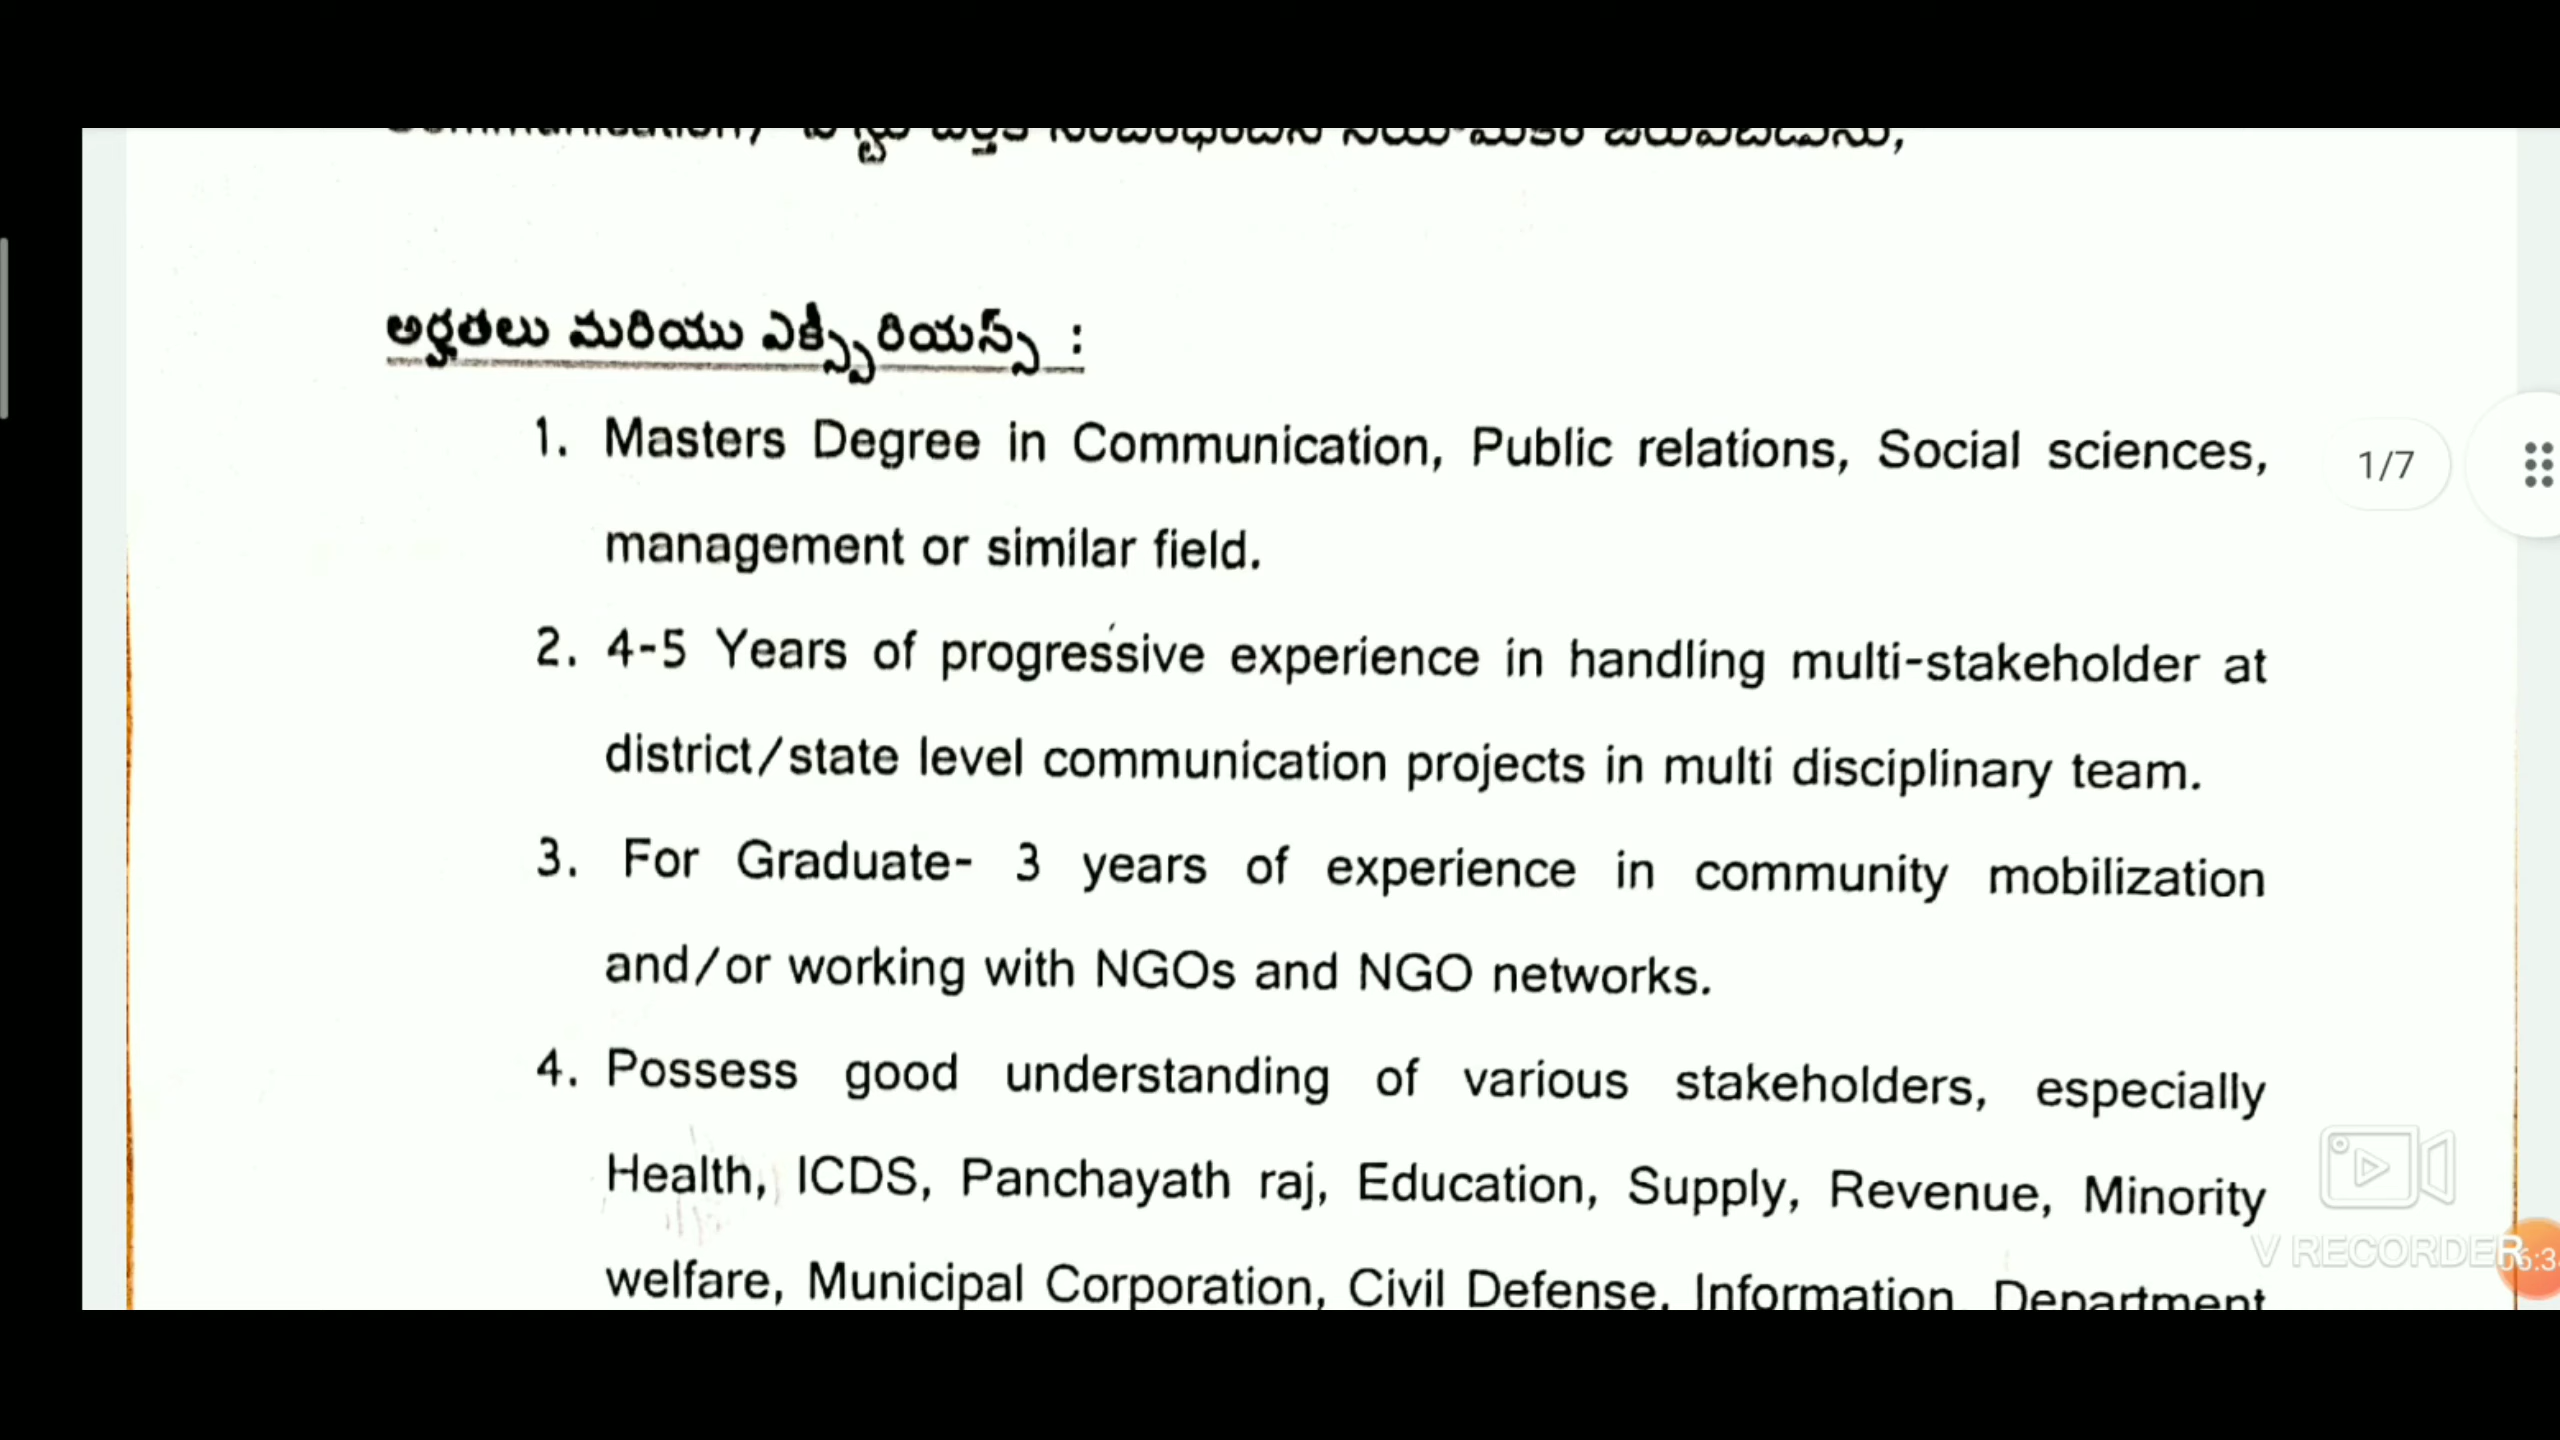 అర్హతలు మరియు ఎక్స్పీరియన్స్ :
1. Masters Degree in Communication, Public relations, Social sciences,
management or similar field.
2. 4-5 Years of progressive experience in handling multi-stakeholder at
district/state level communication projects in multi disciplinary team.
3. For Graduate- 3 years of experience in community mobilization
and/or working with NGOs and NGO networks.
4. Possess good understanding of various stakeholders, especially
Health, ICDS, Panchayath raj, Education, Supply, Revenue, Minority
welfare, Municipal Corporation, Civil Defense, Information, Department
1/7
V RECORDER